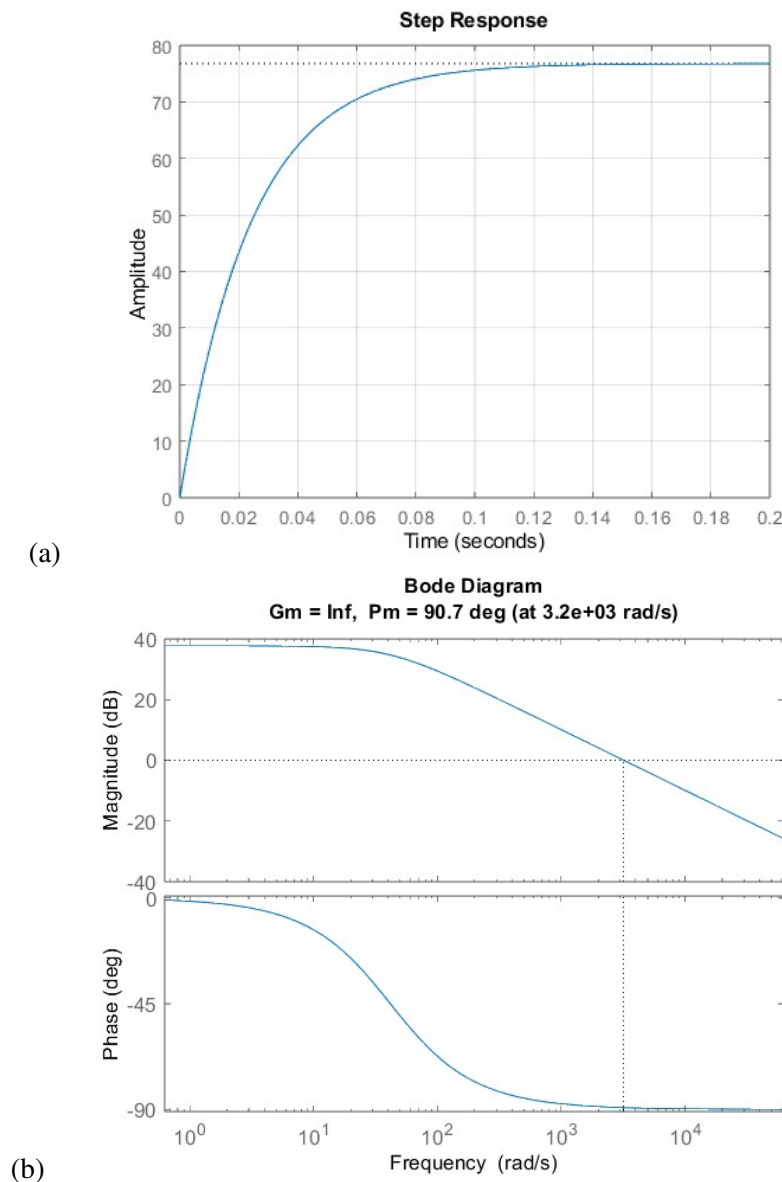 Step Response
80
70
60
50
40
30
20
10
0
Amplitude
0 0.02 0.04 0.06 0.08 0.1 0.12 0.14 0.16 0.18 0.2
Time (seconds)
(a)
Bode Diagram
Gm = Inf, Pm = 90.7 deg (at 3.2e+03 rad/s)
40
20
0
-20
-40
Magnitude (dB)
0
-45
-90
Phase (deg)
10^0 10^1 10^2 10^3 10^4
Frequency (rad/s)
(b)